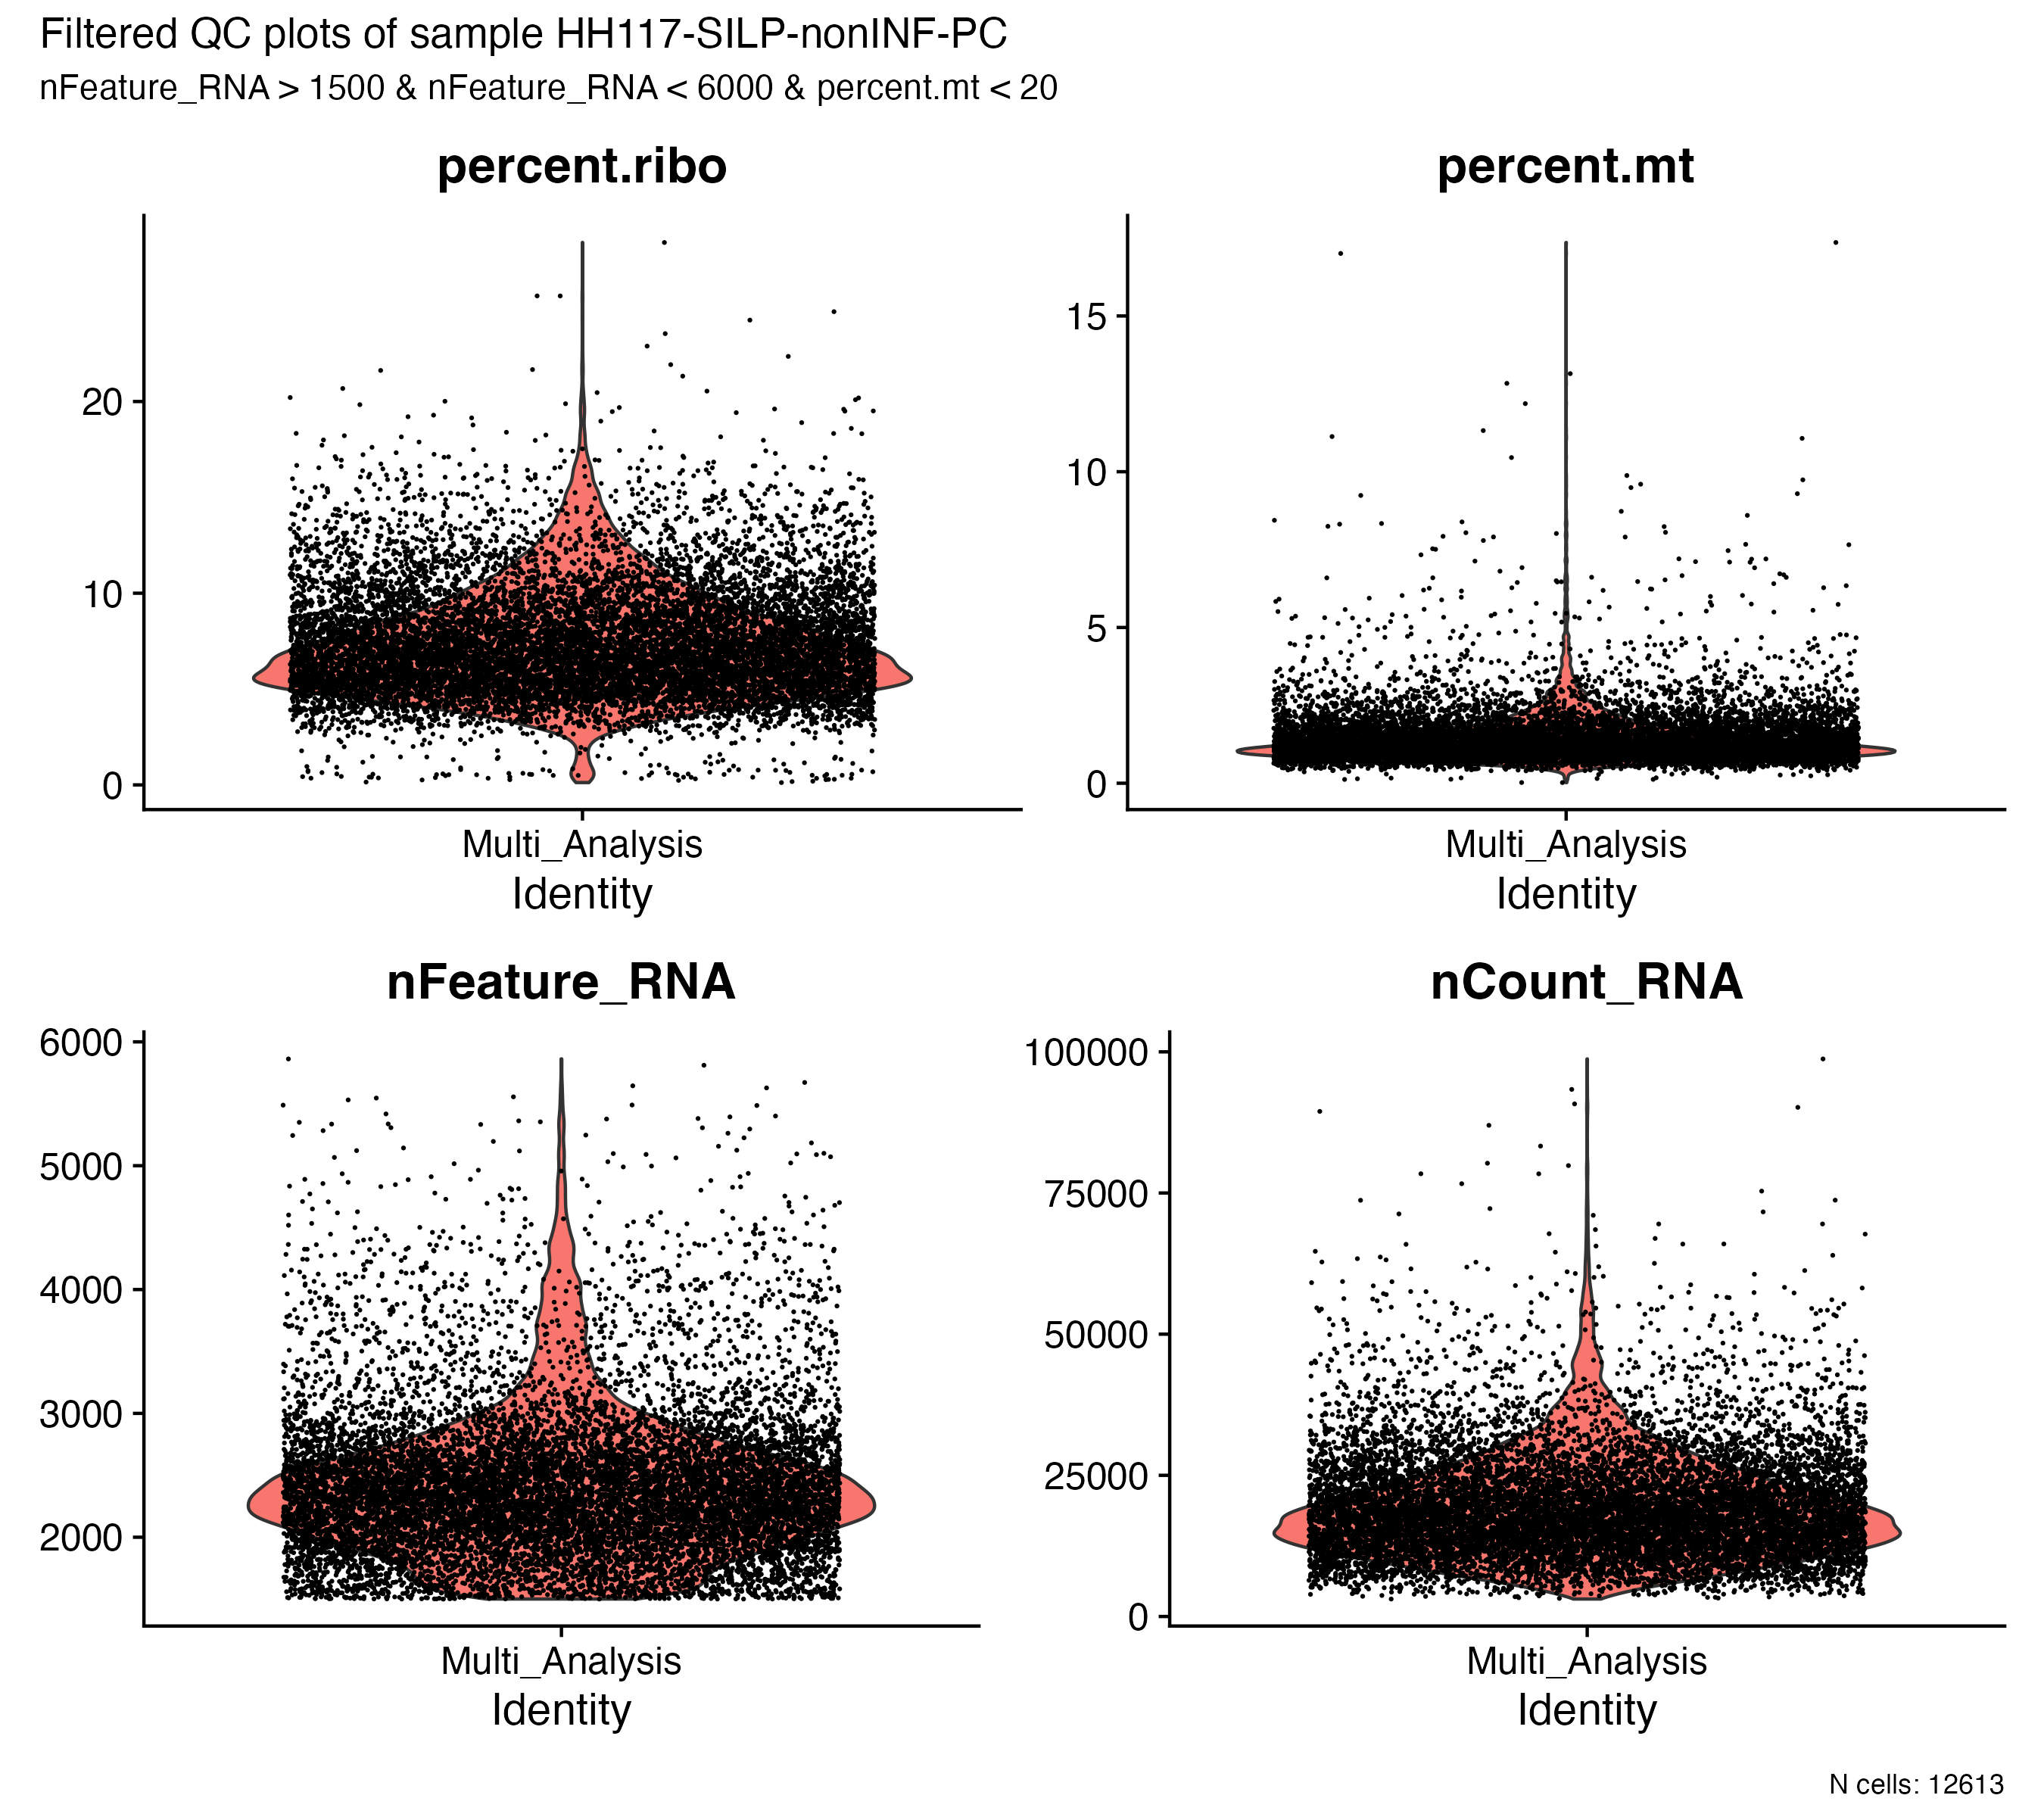 Filtered QC plots of sample HH117-SILP-nonINF-PC
nFeature_RNA > 1500 & nFeature_RNA < 6000 & percent.mt < 20
percent.ribo
20
10
0
Multi_Analysis
Identity
percent.mt
15
10
5
0
Multi_Analysis
Identity
nFeature_RNA
6000
5000
4000
3000
2000
Multi_Analysis
Identity
nCount_RNA
100000
75000
50000
25000
0
Multi_Analysis
Identity
N cells: 12613